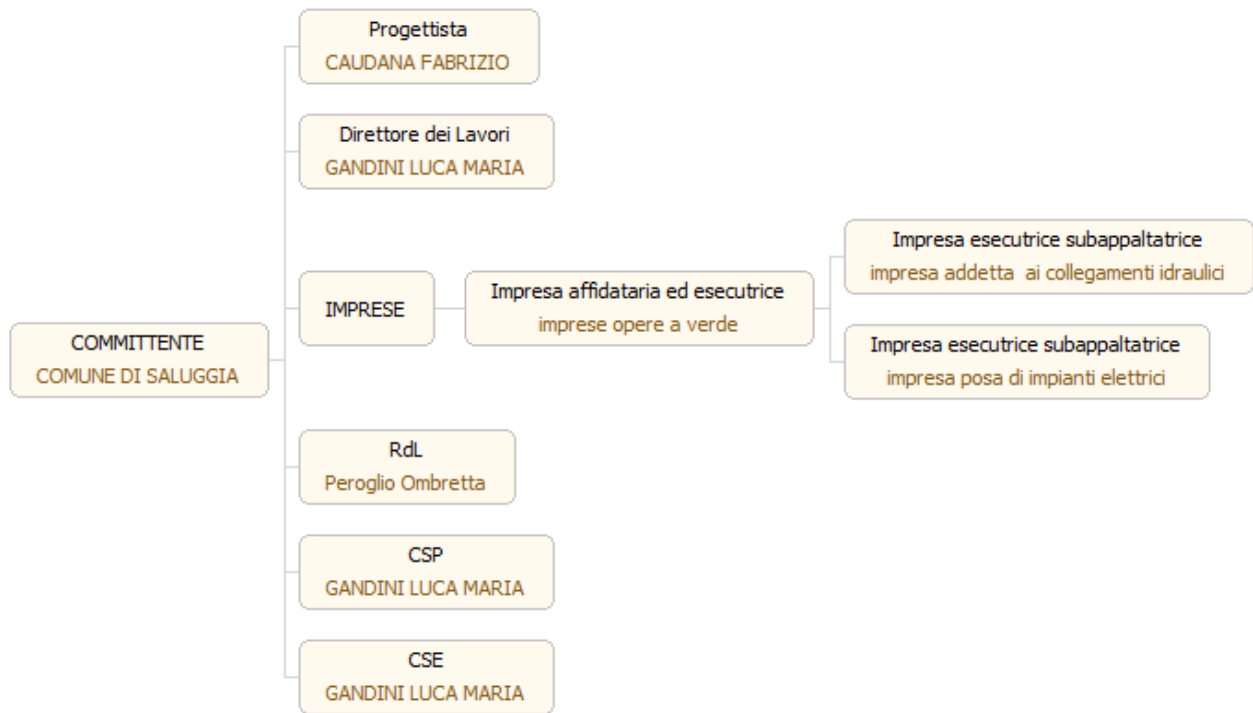 Progettista
CAUDANA FABRIZIO
Direttore dei Lavori
GANDINI LUCA MARIA
Impresa esecutrice subappaltatrice
impresa addetta  ai collegamenti idraulici
IMPRESE
Impresa affidataria ed esecutrice
imprese opere a verde
COMMITTENTE
COMUNE DI SALUGGIA
Impresa esecutrice subappaltatrice
impresa posa di impianti elettrici
RdL
Peroglio Ombretta
CSP
GANDINI LUCA MARIA
CSE
GANDINI LUCA MARIA